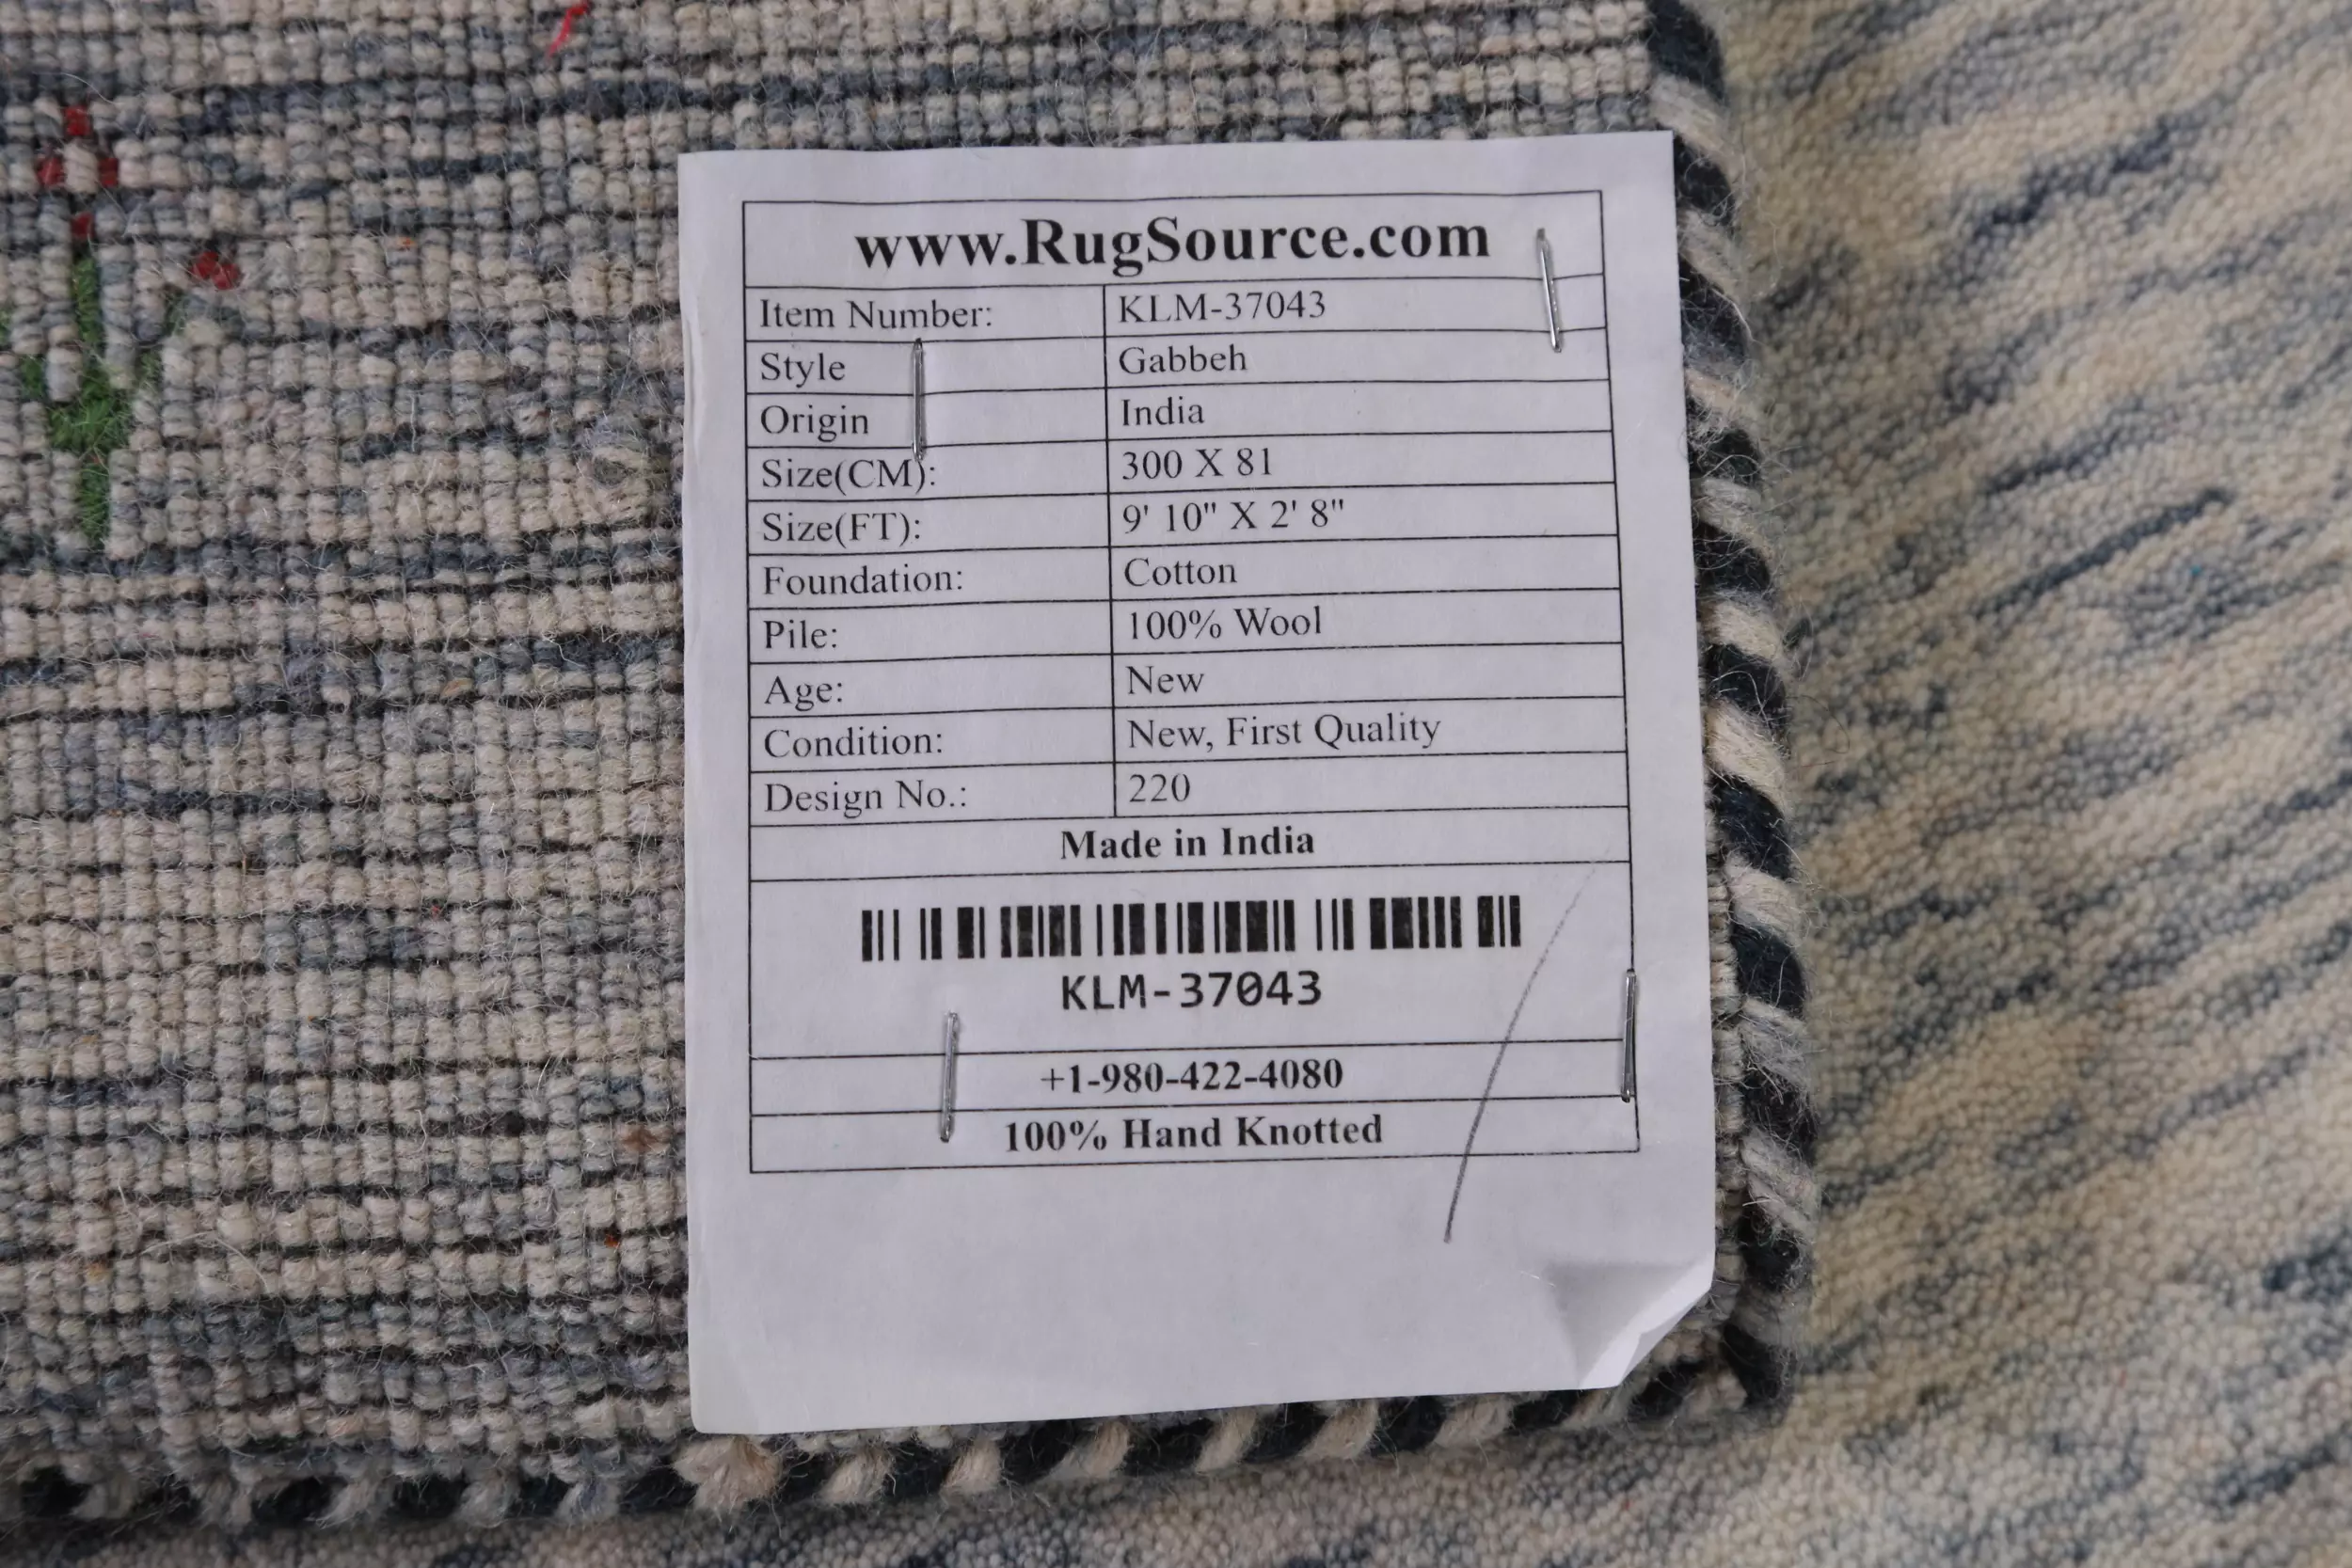 www.RugSource.com
Item Number: KLM-37043
Style Gabbeh
Origin India
Size(CM): 300 X 81
Size(FT): 9' 10" X 2' 8"
Foundation: Cotton
Pile: 100% Wool
Age: New
Condition: New, First Quality
Design No.: 220
Made in India
KLM-37043
+1-980-422-4080
100% Hand Knotted